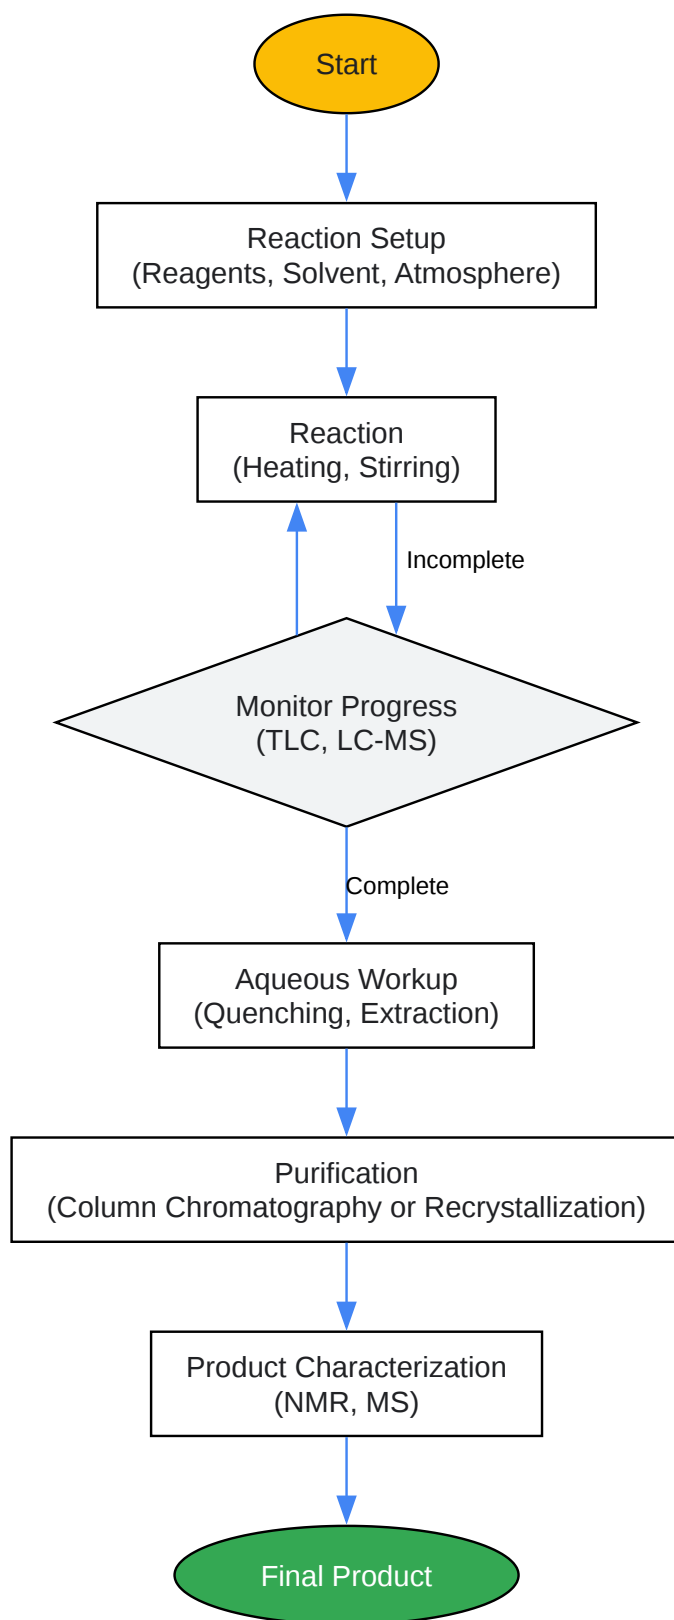 Start
Reaction Setup
(Reagents, Solvent, Atmosphere)
Reaction
(Heating, Stirring)
Incomplete
Monitor Progress
(TLC, LC-MS)
Complete
Aqueous Workup
(Quenching, Extraction)
Purification
(Column Chromatography or Recrystallization)
Product Characterization
(NMR, MS)
Final Product